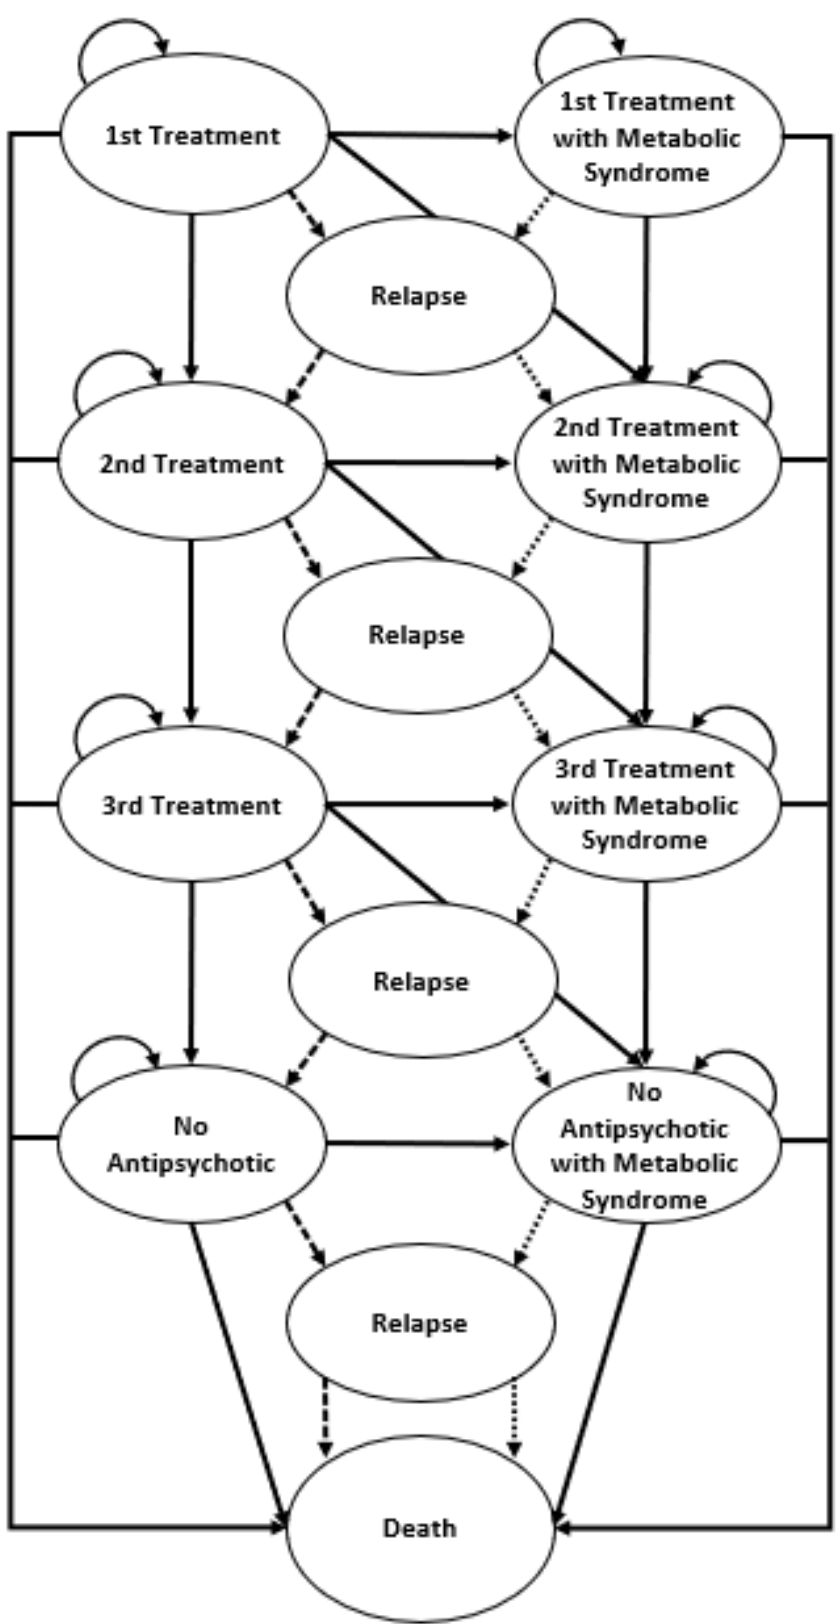 1st Treatment
1st Treatment
with Metabolic
Syndrome
Relapse
2nd Treatment
2nd Treatment
with Metabolic
Syndrome
Relapse
3rd Treatment
3rd Treatment
with Metabolic
Syndrome
Relapse
No
Antipsychotic
No
Antipsychotic
with Metabolic
Syndrome
Relapse
Death